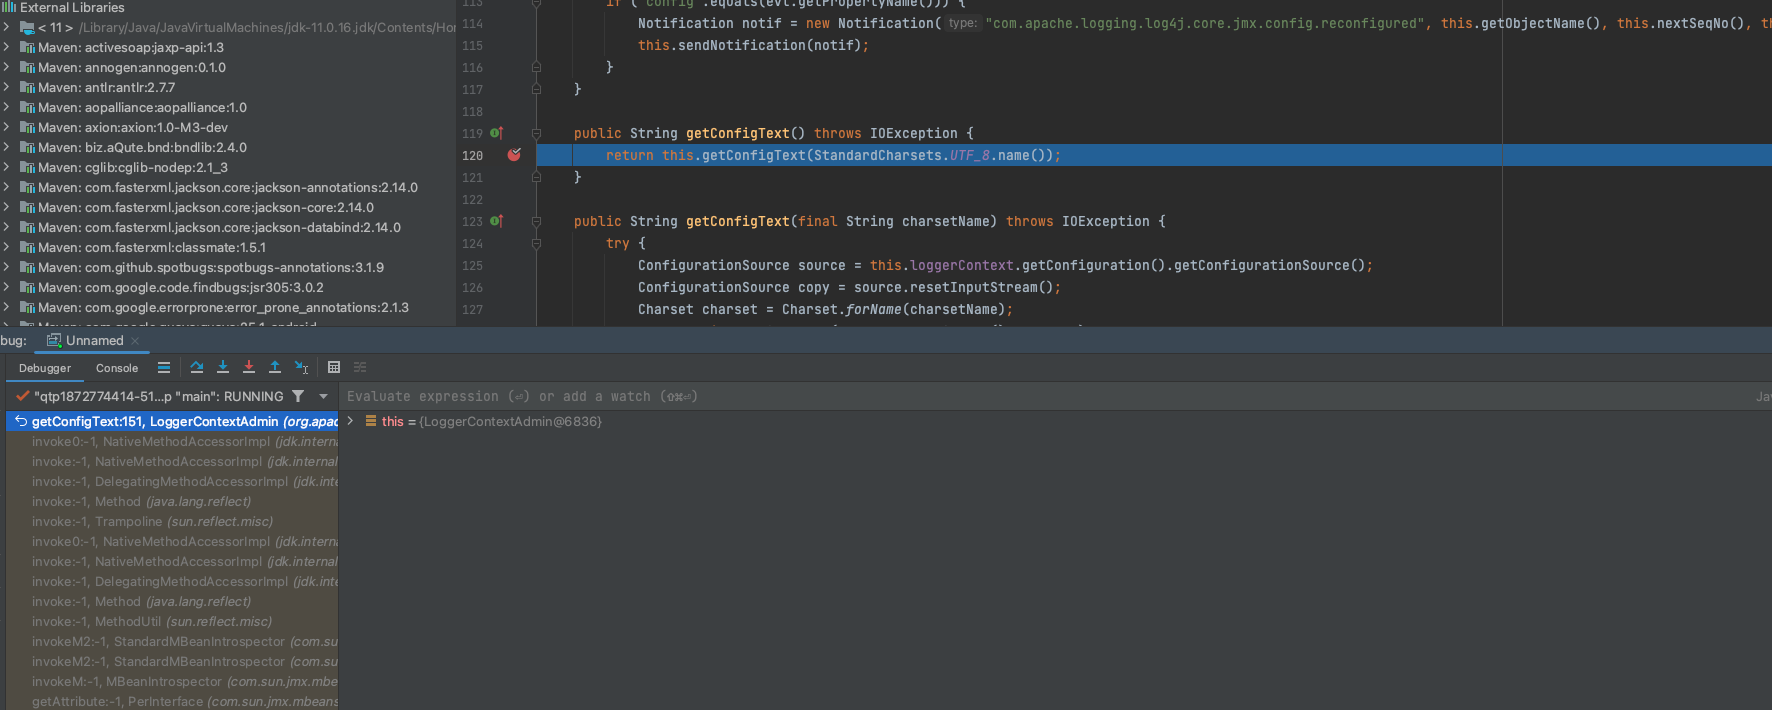 External Libraries
< 11 > /Library/Java/JavaVirtualMachines/jdk-11.0.16.jdk/Contents/Hor
Maven: activesoap:jaxp-api:1.3
Maven: annogen:annogen:0.1.0
Maven: antlr:antlr:2.7.7
Maven: aopalliance:aopalliance:1.0
Maven: axion:axion:1.0-M3-dev
Maven: biz.aQute.bnd:bndlib:2.4.0
Maven: cglib:cglib-nodep:2.1_3
Maven: com.fasterxml.jackson.core:jackson-annotations:2.14.0
Maven: com.fasterxml.jackson.core:jackson-core:2.14.0
Maven: com.fasterxml.jackson.core:jackson-databind:2.14.0
Maven: com.fasterxml:classmate:1.5.1
Maven: com.github.spotbugs:spotbugs-annotations:3.1.9
Maven: com.google.code.findbugs:jsr305:3.0.2
Maven: com.google.errorprone:error_prone_annotations:2.1.3
113 if ("config".equals(evt.getPropertyName())) {
114 Notification notif = new Notification( type: "com.apache.logging.log4j.core.jmx.config.reconfigured", this.getObjectName(), this.nextSeqNo(), th
115 this.sendNotification(notif);
116 }
117 }
118
119 public String getConfigText() throws IOException {
120 return this.getConfigText(StandardCharsets.UTF_8.name());
121 }
122
123 public String getConfigText(final String charsetName) throws IOException {
124 try {
125 ConfigurationSource source = this.loggerContext.getConfiguration().getConfigurationSource();
126 ConfigurationSource copy = source.resetInputStream();
127 Charset charset = Charset.forName(charsetName);
bug: Unnamed
Debugger Console
"qtp1872774414-51...p "main": RUNNING
Evaluate expression (⏎) or add a watch (⇧⌘⏎)
Ja
getConfigText:151, LoggerContextAdmin (org.apac
this = {LoggerContextAdmin@6836}
invoke0:-1, NativeMethodAccessorImpl (jdk.interna
invoke:-1, NativeMethodAccessorImpl (jdk.internal
invoke:-1, DelegatingMethodAccessorImpl (jdk.inte
invoke:-1, Method (java.lang.reflect)
invoke:-1, Trampoline (sun.reflect.misc)
invoke0:-1, NativeMethodAccessorImpl (jdk.interna
invoke:-1, NativeMethodAccessorImpl (jdk.internal
invoke:-1, DelegatingMethodAccessorImpl (jdk.inte
invoke:-1, Method (java.lang.reflect)
invoke:-1, MethodUtil (sun.reflect.misc)
invokeM2:-1, StandardMBeanIntrospector (com.su
invokeM2:-1, StandardMBeanIntrospector (com.su
invokeM:-1, MBeanIntrospector (com.sun.jmx.mbe
getAttribute:-1, PerInterface (com.sun.jmx.mbeans